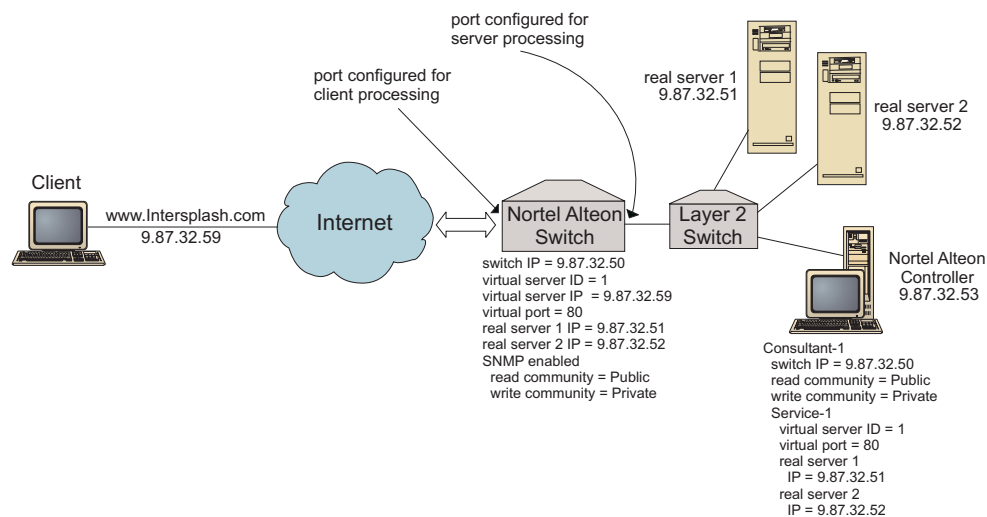 port configured for
server processing
port configured for
client processing
real server 1
9.87.32.51
real server 2
9.87.32.52
Client
www.Intersplash.com
9.87.32.59
Internet
Nortel Alteon
Switch
Layer 2
Switch
switch IP = 9.87.32.50
virtual server ID = 1
virtual server IP = 9.87.32.59
virtual port = 80
real server 1 IP = 9.87.32.51
real server 2 IP = 9.87.32.52
SNMP enabled
read community = Public
write community = Private
Nortel Alteon
Controller
9.87.32.53
Consultant-1
switch IP = 9.87.32.50
read community = Public
write community = Private
Service-1
virtual server ID = 1
virtual port = 80
real server 1
IP = 9.87.32.51
real server 2
IP = 9.87.32.52